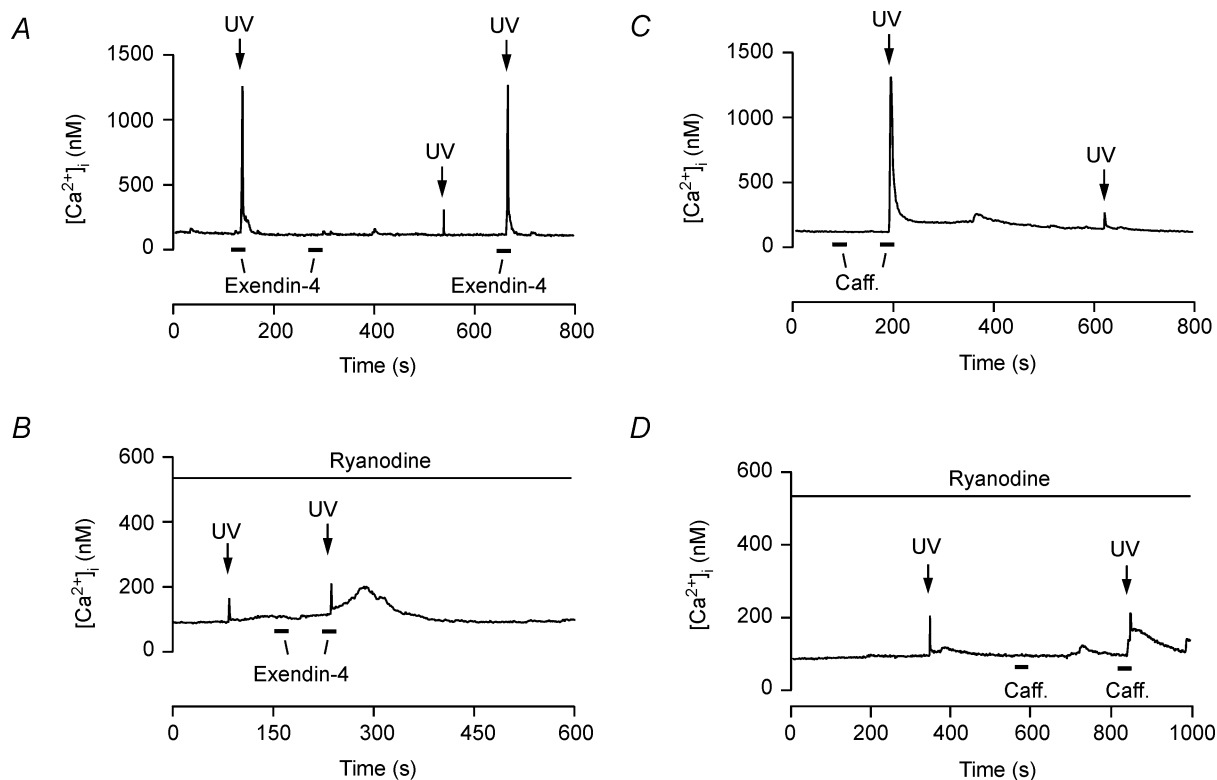 A
UV
UV
UV
1500
1000
500
0
[Ca2+]i (nM)
Exendin-4
Exendin-4
0 200 400 600 800
Time (s)
C
UV
UV
1500
1000
500
0
[Ca2+]i (nM)
Caff.
0 200 400 600 800
Time (s)
B
Ryanodine
UV
UV
600
400
200
0
[Ca2+]i (nM)
Exendin-4
0 150 300 450 600
Time (s)
D
Ryanodine
UV
UV
600
400
200
0
[Ca2+]i (nM)
Caff. Caff.
0 200 400 600 800 1000
Time (s)